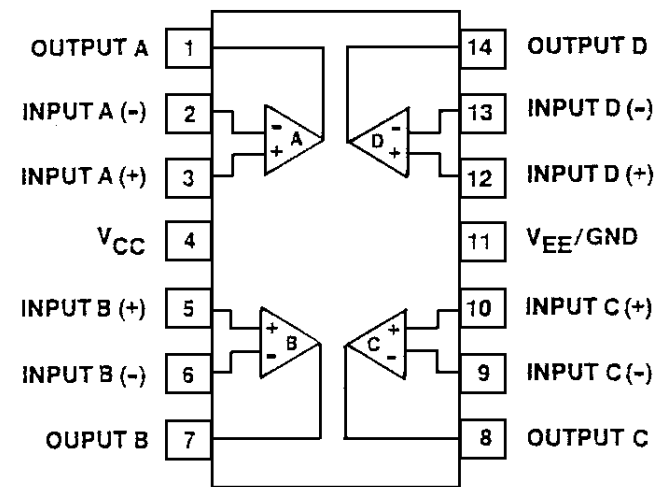 OUTPUT A 1 14 OUTPUT D
INPUT A (-) 2 13 INPUT D (-)
- A D -
+ +
INPUT A (+) 3 12 INPUT D (+)
VCC 4 11 VEE/GND
INPUT B (+) 5 10 INPUT C (+)
+ B C +
- -
INPUT B (-) 6 9 INPUT C (-)
OUPUT B 7 8 OUTPUT C